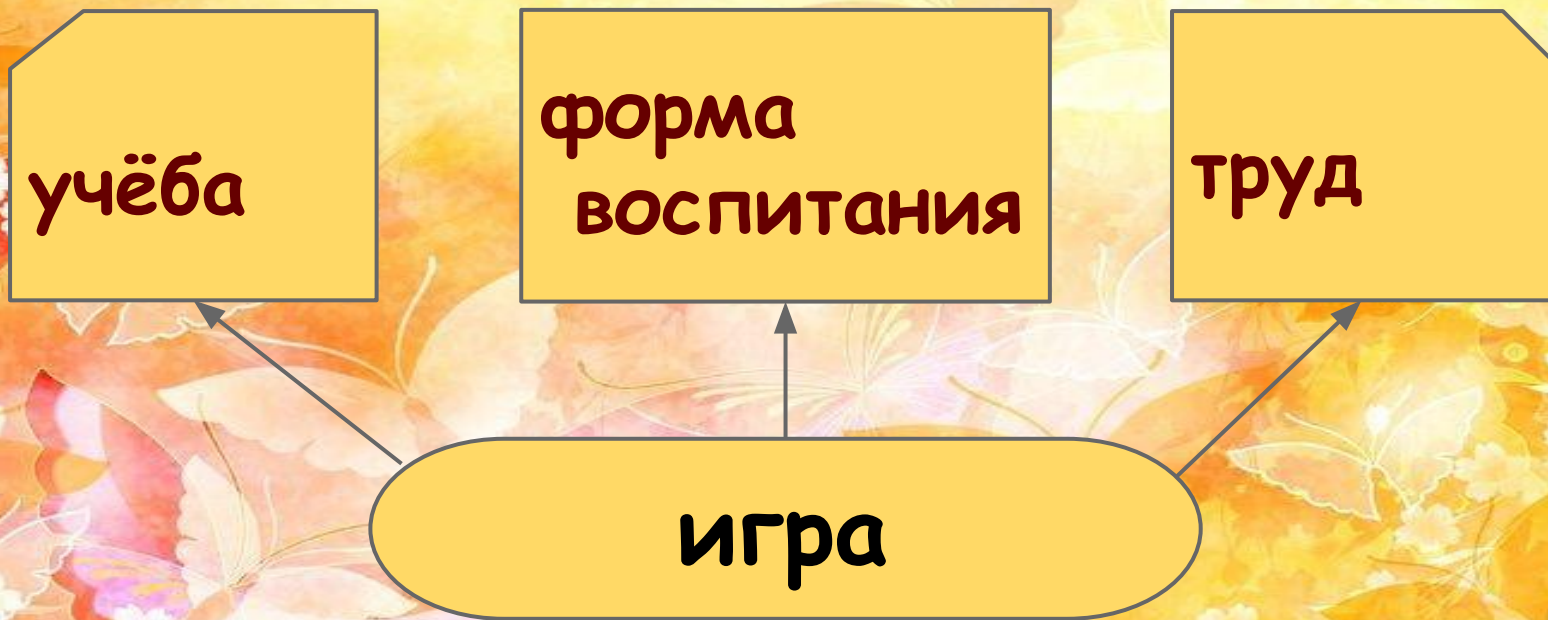 учёба
форма
воспитания
труд
игра